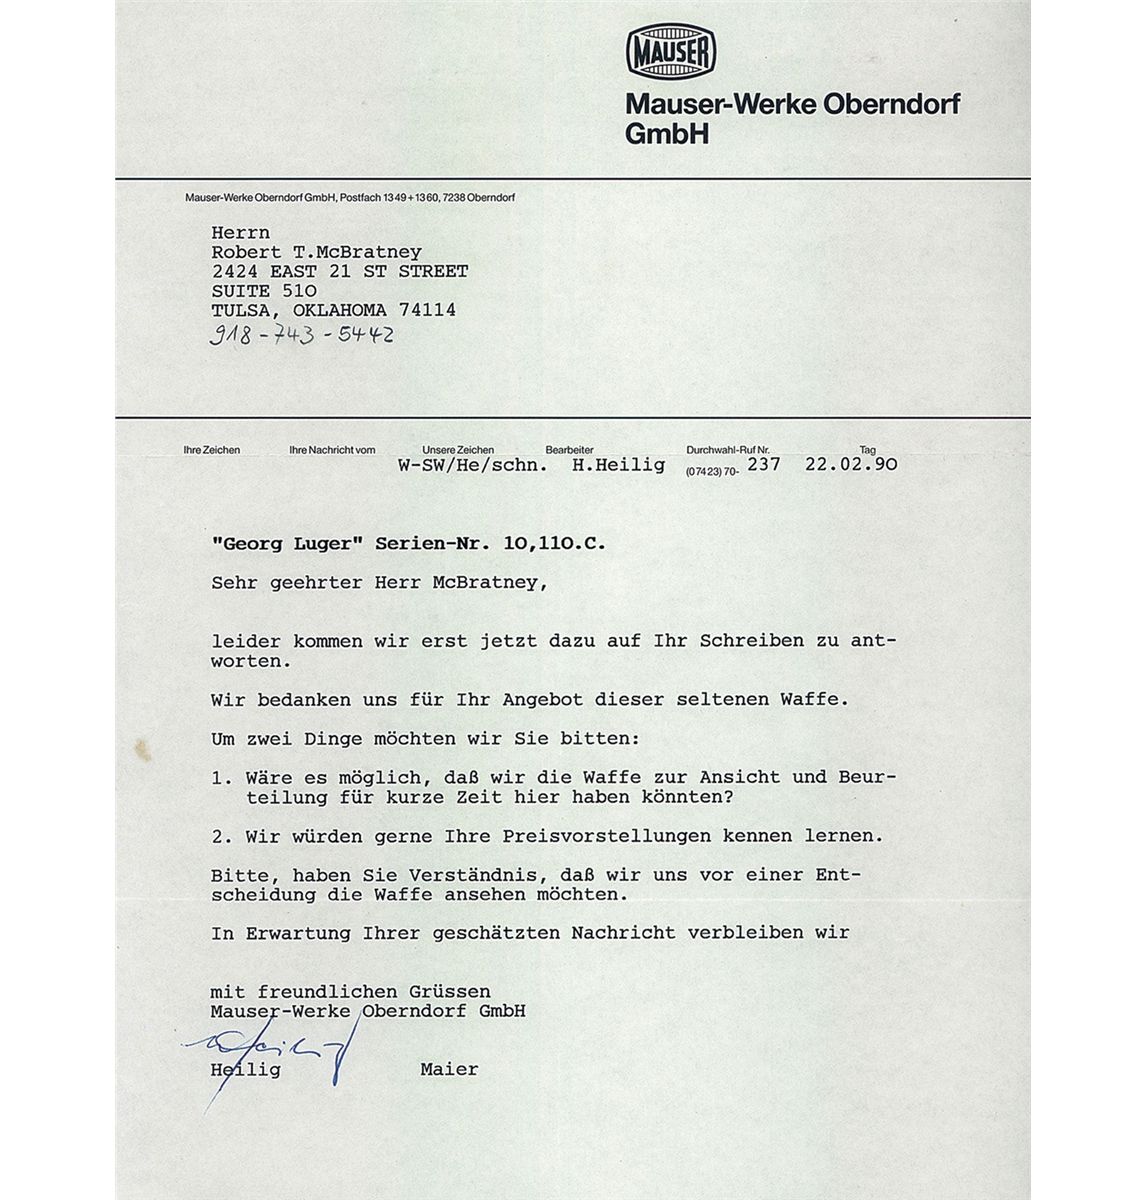 MAUSER
Mauser-Werke Oberndorf
GmbH
Mauser-Werke Oberndorf GmbH, Postfach 1349+1360, 7238 Oberndorf
Herrn
Robert T.McBratney
2424 EAST 21 ST STREET
SUITE 510
TULSA, OKLAHOMA 74114
918-743-5442
Ihre Zeichen Ihre Nachricht vom Unsere Zeichen Bearbeiter Durchwahl-Ruf Nr. Tag
W-SW/He/schn. H.Heilig (07423) 70- 237 22.02.90
"Georg Luger" Serien-Nr. 10,110.C.
Sehr geehrter Herr McBratney,
leider kommen wir erst jetzt dazu auf Ihr Schreiben zu ant-
worten.
Wir bedanken uns für Ihr Angebot dieser seltenen Waffe.
Um zwei Dinge möchten wir Sie bitten:
1. Wäre es möglich, daß wir die Waffe zur Ansicht und Beur-
teilung für kurze Zeit hier haben könnten?
2. Wir würden gerne Ihre Preisvorstellungen kennen lernen.
Bitte, haben Sie Verständnis, daß wir uns vor einer Ent-
scheidung die Waffe ansehen möchten.
In Erwartung Ihrer geschätzten Nachricht verbleiben wir
mit freundlichen Grüssen
Mauser-Werke Oberndorf GmbH
Heilig Maier